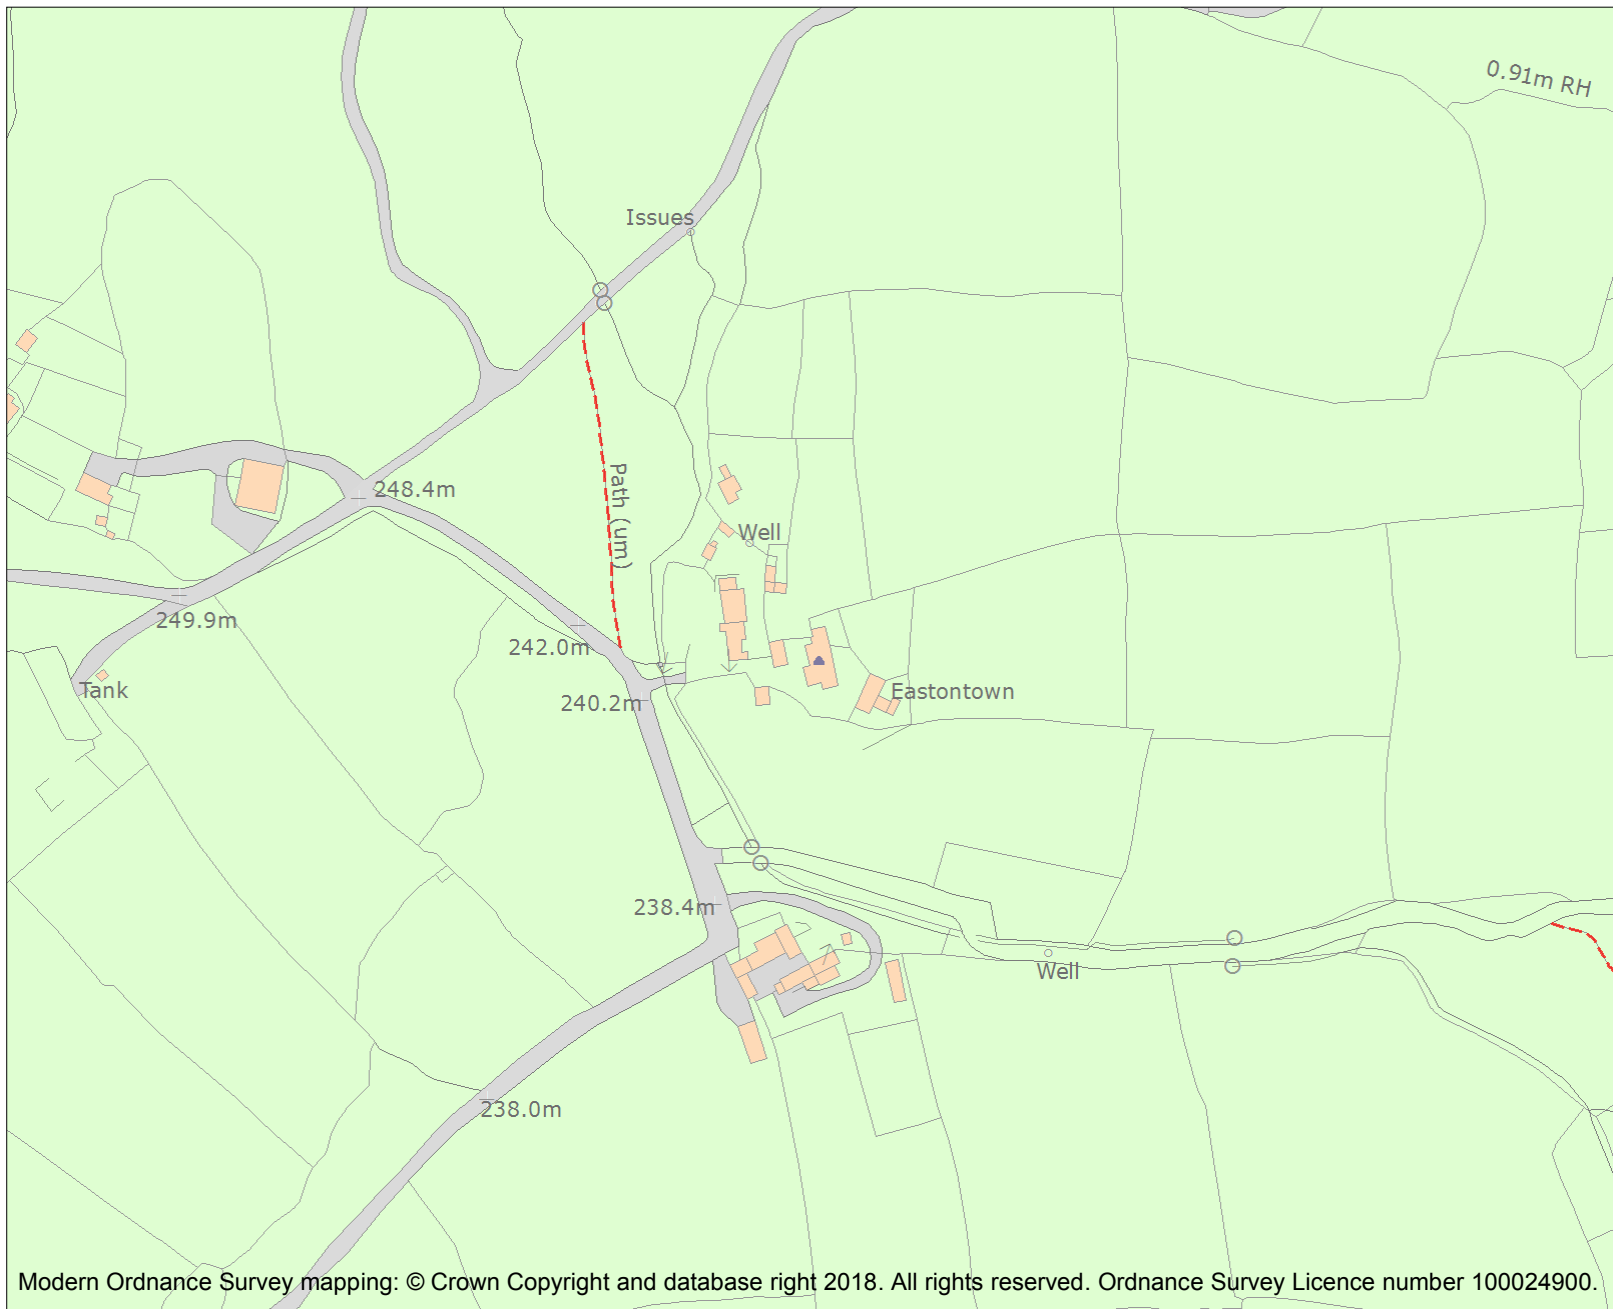 0.91m RH
Issues
248.4m
Path (um)
Well
249.9m
242.0m
Tank
Eastontown
240.2m
238.4m
Well
238.0m
Modern Ordnance Survey mapping: © Crown Copyright and database right 2018. All rights reserved. Ordnance Survey Licence number 100024900.